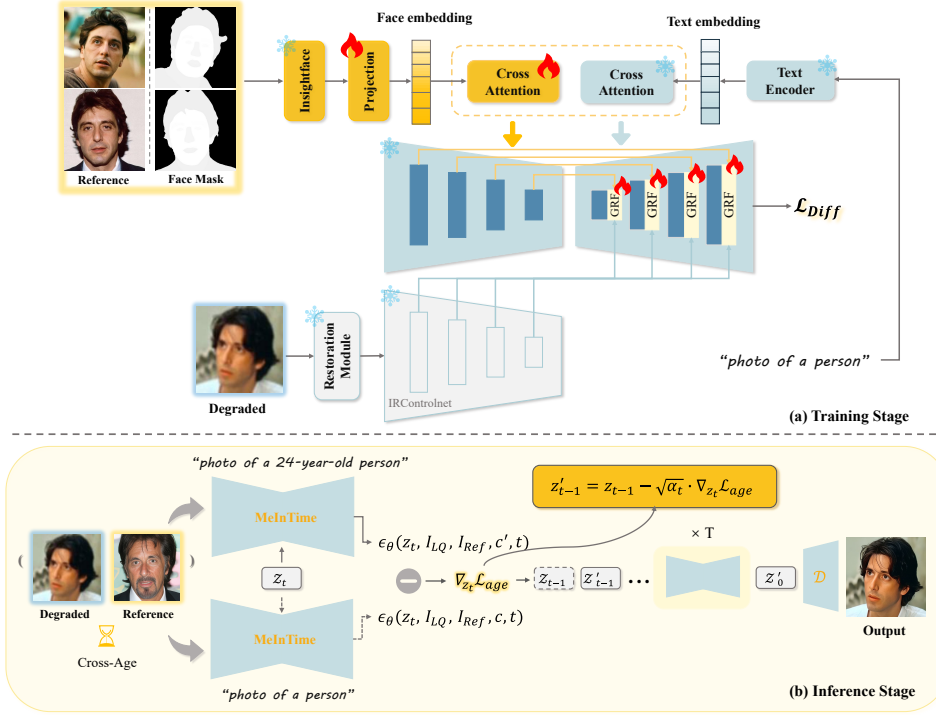 Face embedding
Text embedding
Reference
Face Mask
Insightface
Projection
Cross
Attention
Cross
Attention
Text
Encoder
GRF
GRF
GRF
GRF
ℒ_Diff
Degraded
Restoration
Module
IRControlnet
“photo of a person”
(a) Training Stage
“photo of a 24-year-old person”
z'_{t-1} = z_{t-1} − √α_t · ∇_{z_t} ℒ_age
MeInTime
ϵ_θ(z_t, I_LQ, I_Ref, c', t)
× T
( Degraded
Reference )
z_t
∇_{z_t} ℒ_age
z_{t-1}
z'_{t-1}
...
z'_0
𝒟
Output
Cross-Age
MeInTime
ϵ_θ(z_t, I_LQ, I_Ref, c, t)
“photo of a person”
(b) Inference Stage